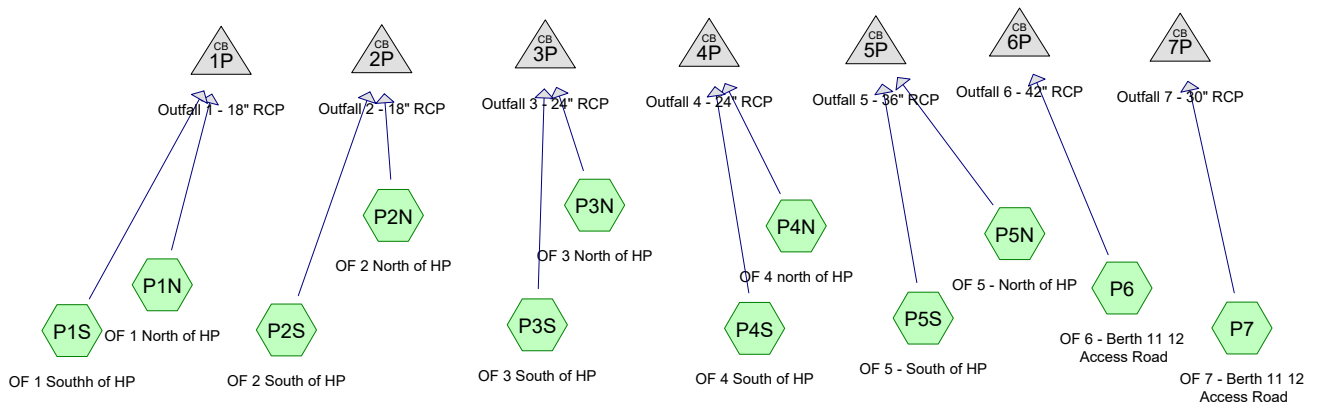 CB
1P
Outfall 1 - 18" RCP
CB
2P
Outfall 2 - 18" RCP
CB
3P
Outfall 3 - 24" RCP
CB
4P
Outfall 4 - 24" RCP
CB
5P
Outfall 5 - 36" RCP
CB
6P
Outfall 6 - 42" RCP
CB
7P
Outfall 7 - 30" RCP
P1S
OF 1 Southh of HP
P1N
OF 1 North of HP
P2S
OF 2 South of HP
P2N
OF 2 North of HP
P3S
OF 3 South of HP
P3N
OF 3 North of HP
P4S
OF 4 South of HP
P4N
OF 4 north of HP
P5S
OF 5 - South of HP
P5N
OF 5 - North of HP
P6
OF 6 - Berth 11 12
Access Road
P7
OF 7 - Berth 11 12
Access Road